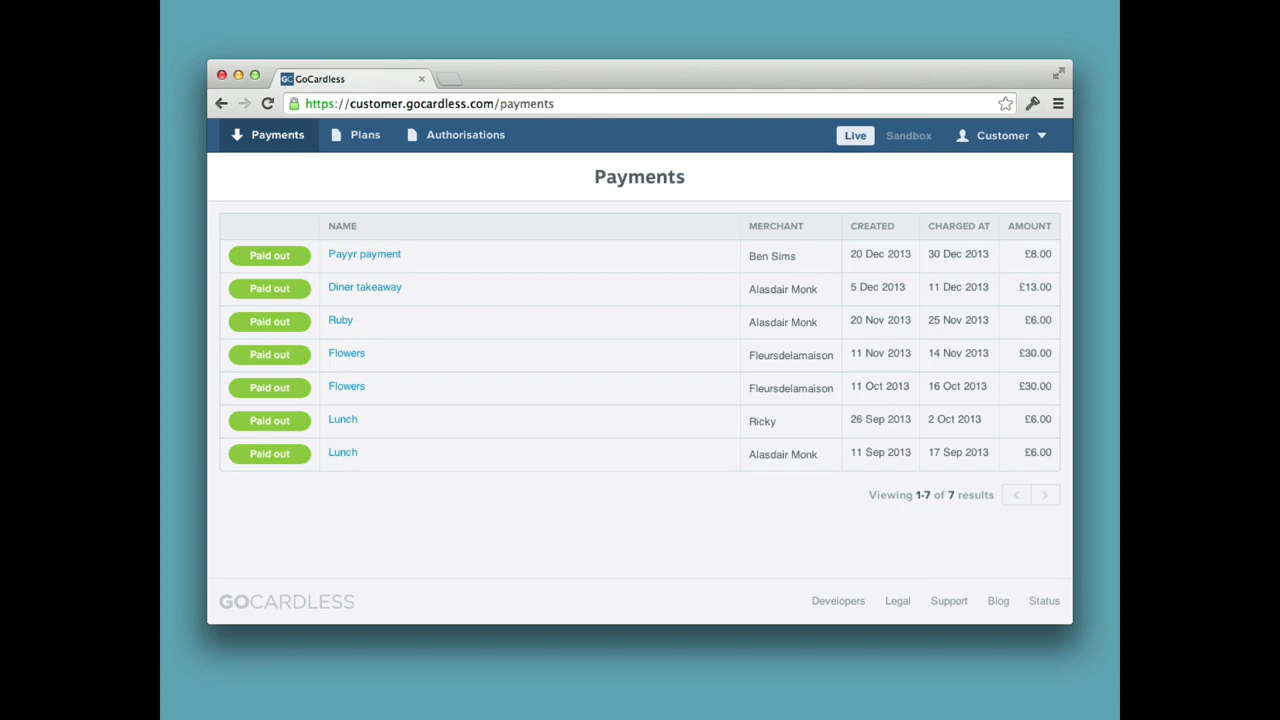 GoCardless
https://customer.gocardless.com/payments
Payments Plans Authorisations Live Sandbox Customer
Payments
NAME MERCHANT CREATED CHARGED AT AMOUNT
Paid out Payyr payment Ben Sims 20 Dec 2013 30 Dec 2013 £8.00
Paid out Diner takeaway Alasdair Monk 5 Dec 2013 11 Dec 2013 £13.00
Paid out Ruby Alasdair Monk 20 Nov 2013 25 Nov 2013 £6.00
Paid out Flowers Fleursdelamaison 11 Nov 2013 14 Nov 2013 £30.00
Paid out Flowers Fleursdelamaison 11 Oct 2013 16 Oct 2013 £30.00
Paid out Lunch Ricky 26 Sep 2013 2 Oct 2013 £6.00
Paid out Lunch Alasdair Monk 11 Sep 2013 17 Sep 2013 £6.00
Viewing 1-7 of 7 results
GOCARDLESS Developers Legal Support Blog Status